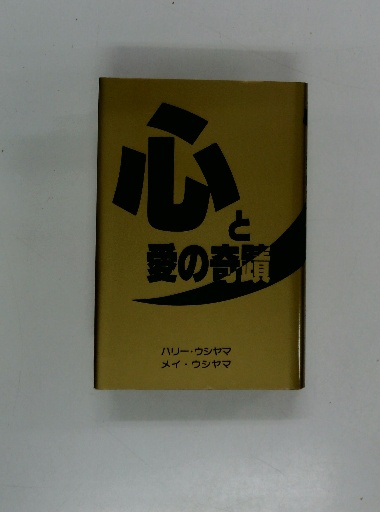 心
と
愛の奇蹟
ハリー・ウシヤマ
メイ・ウシヤマ